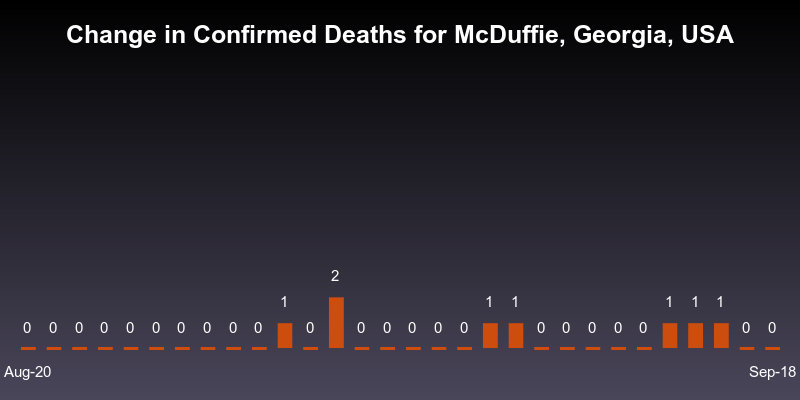 Change in Confirmed Deaths for McDuffie, Georgia, USA
2
1 1 1 1 1 1
0 0 0 0 0 0 0 0 0 0 0 0 0 0 0 0 0 0 0 0 0 0 0
Aug-20 Sep-18